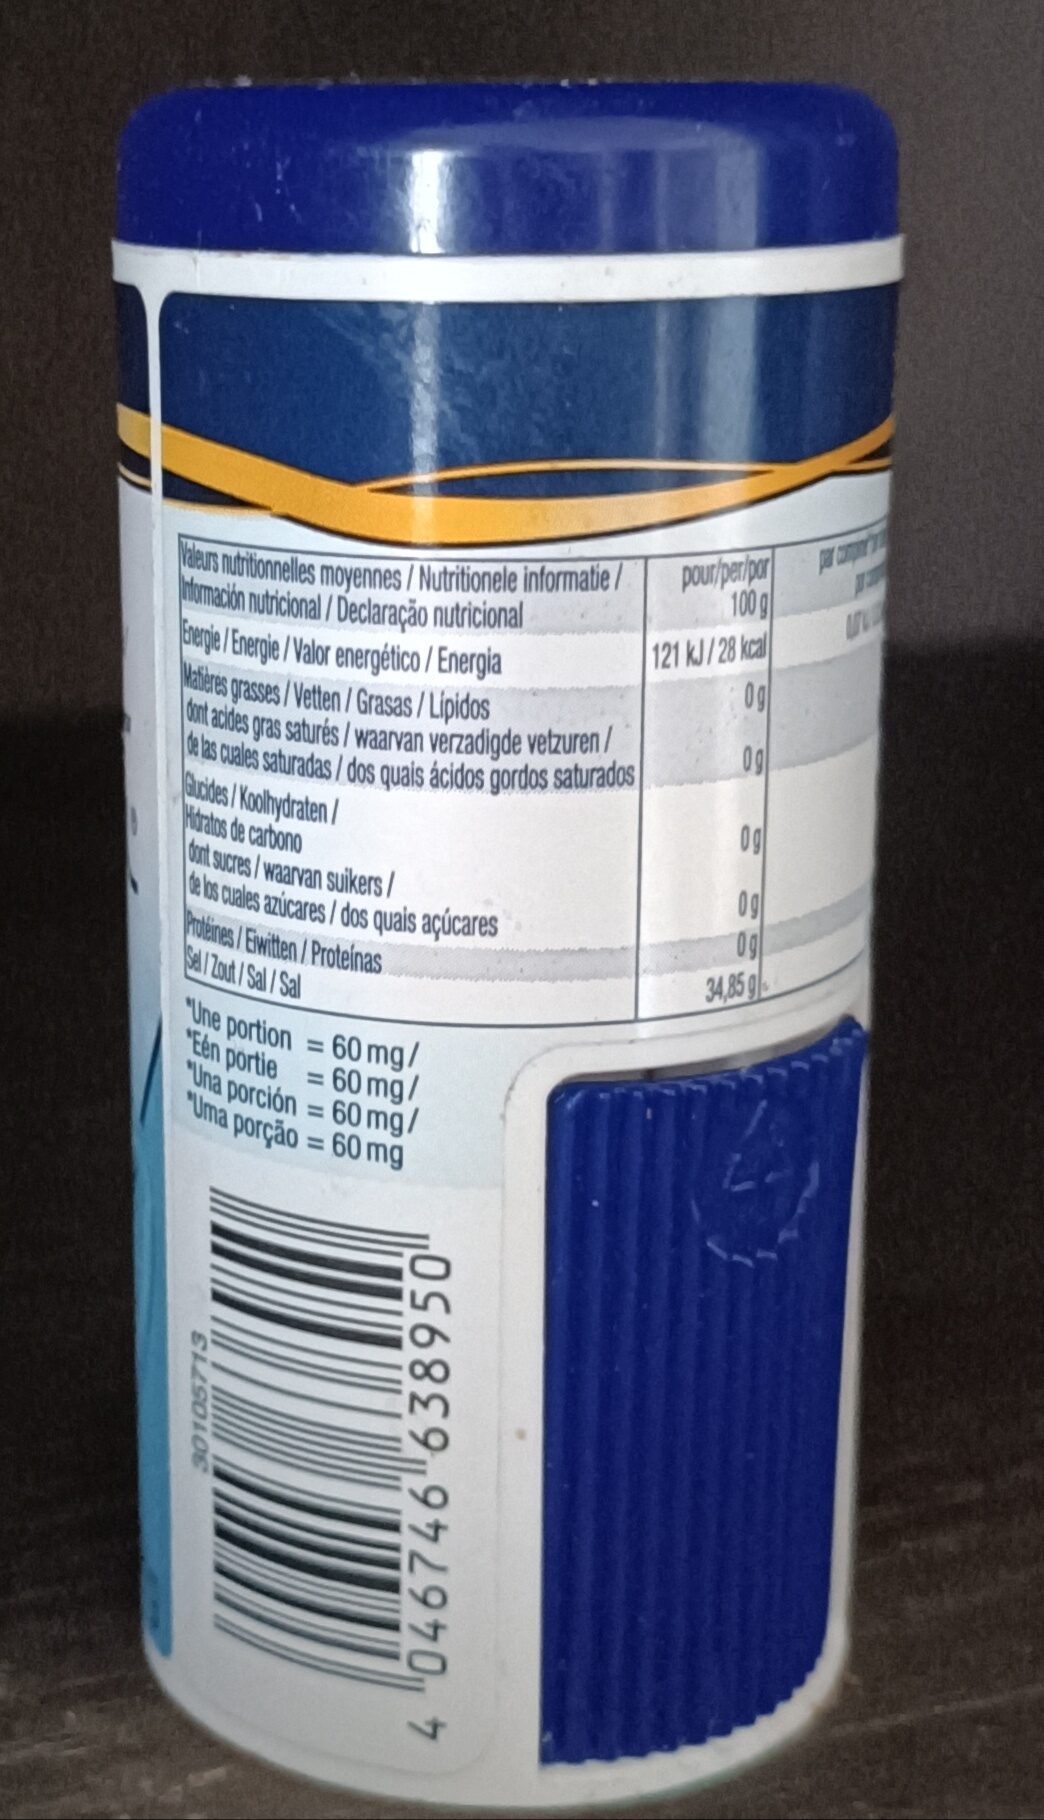 Valeurs nutritionnelles moyennes / Nutritionele informatie /
Información nutricional / Declaração nutricional
pour/per/por
100 g
Energie / Energie / Valor energético / Energia
121 kJ / 28 kcal
Matières grasses / Vetten / Grasas / Lípidos
0 g
dont acides gras saturés / waarvan verzadigde vetzuren /
de las cuales saturadas / dos quais ácidos gordos saturados
0 g
Glucides / Koolhydraten /
Hidratos de carbono
0 g
dont sucres / waarvan suikers /
de los cuales azúcares / dos quais açúcares
0 g
Protéines / Eiwitten / Proteínas
0 g
Sel / Zout / Sal / Sal
34,85 g
*Une portion = 60 mg/
*Eén portie = 60 mg/
*Una porción = 60 mg/
*Uma porção = 60 mg
30105713
4 046746 638950